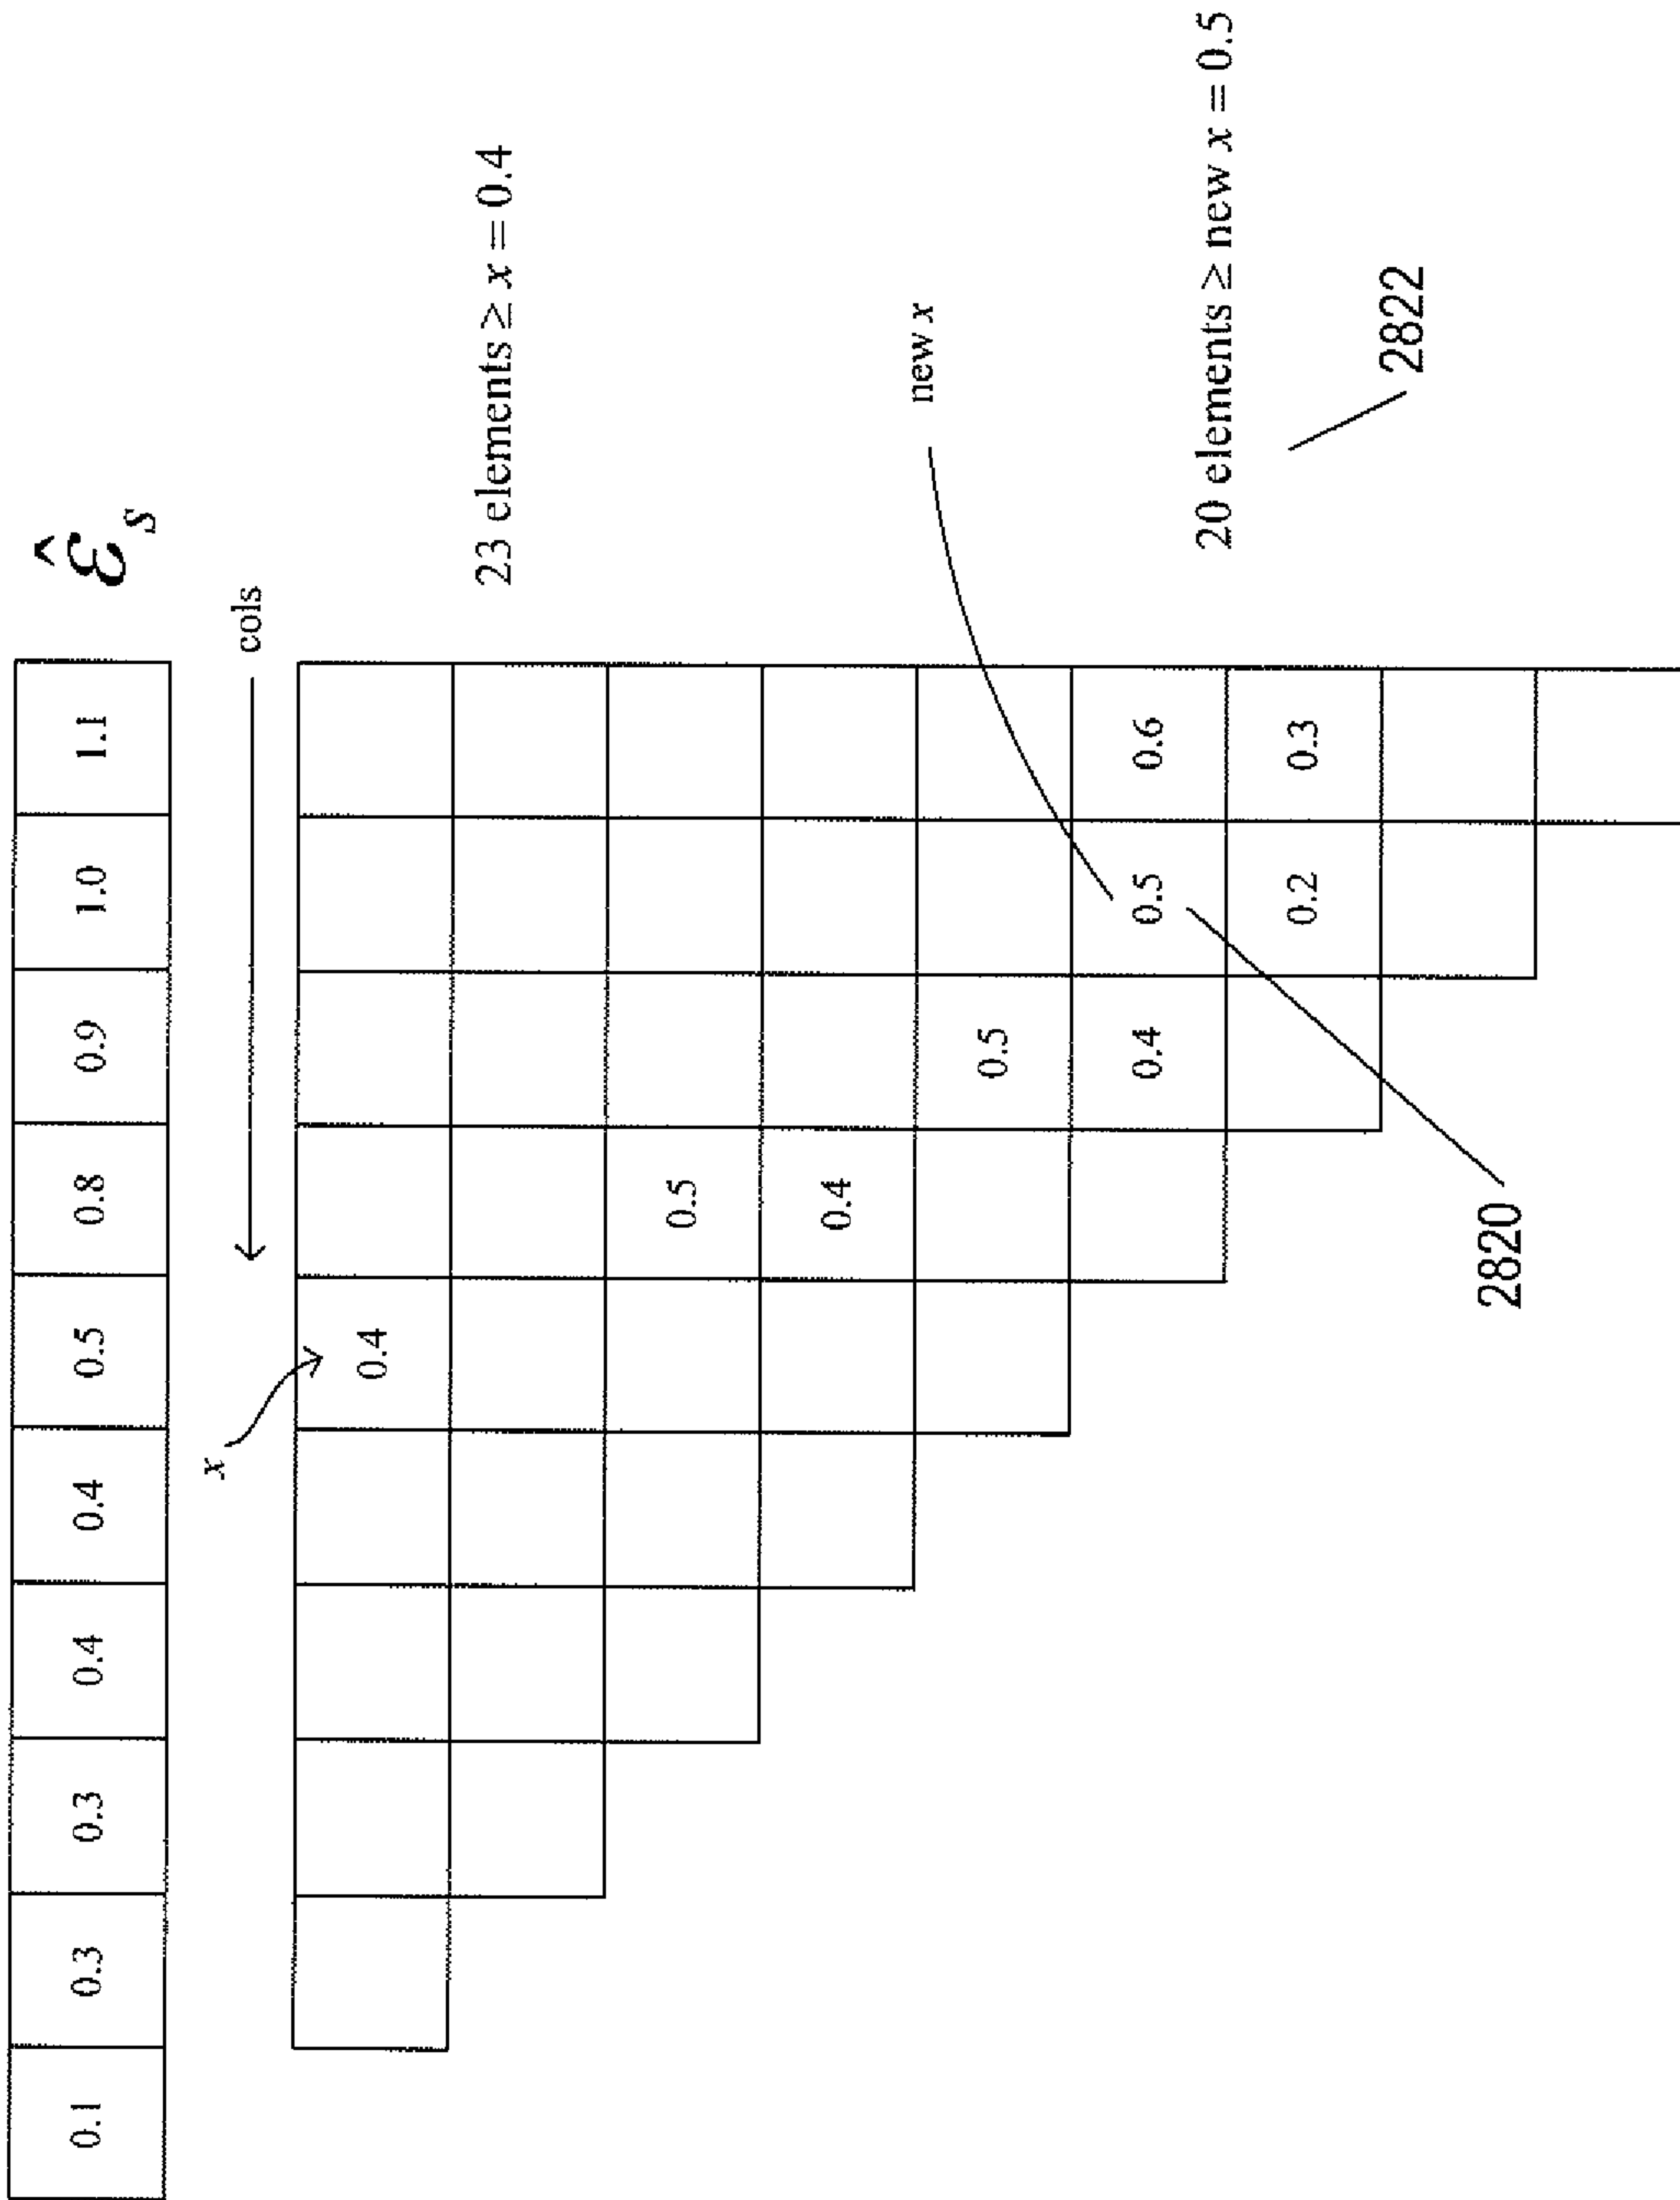 0.1 0.3 0.3 0.4 0.4 0.5 0.8 0.9 1.0 1.1
ε̂s
cols
x
0.4
23 elements ≥ x = 0.4
0.5
0.4
new x
0.5
0.4 0.5 0.6
20 elements ≥ new x = 0.5
0.2 0.3
2822
2820